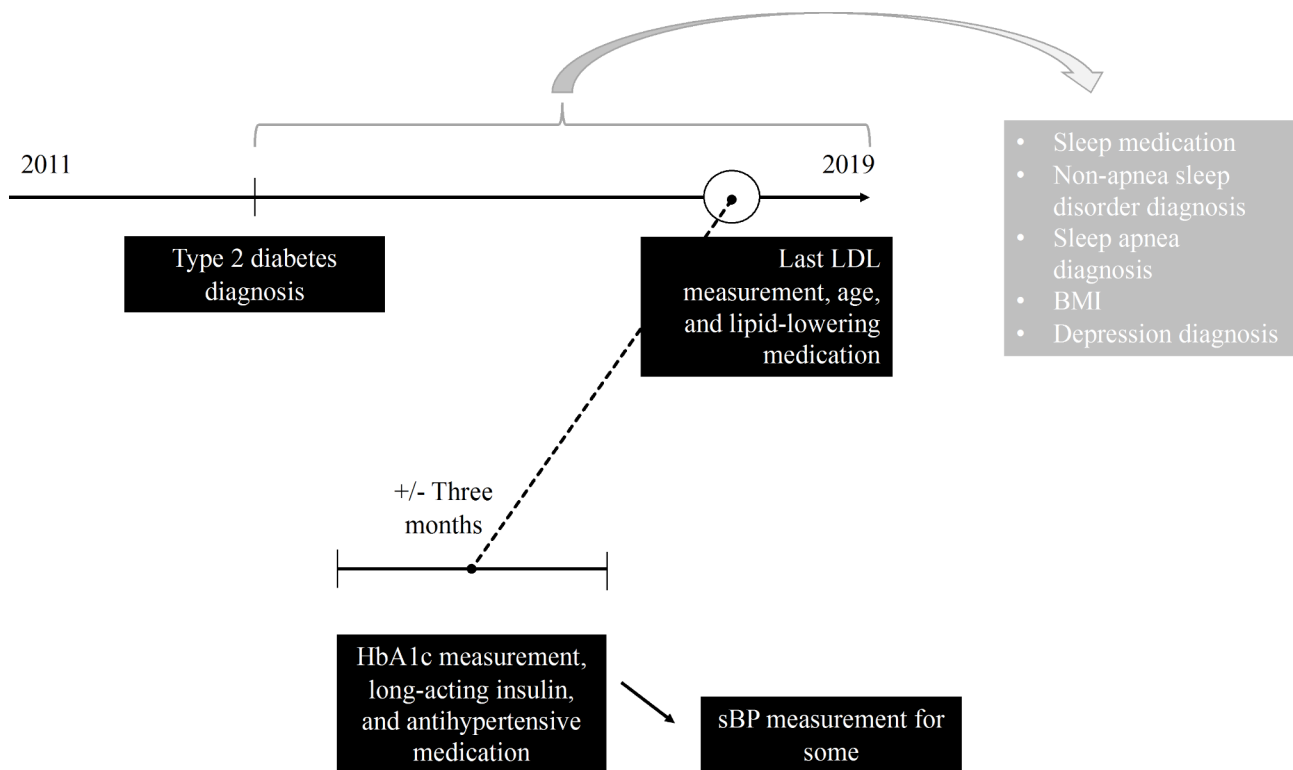 2011
2019
Type 2 diabetes
diagnosis
Last LDL
measurement, age,
and lipid-lowering
medication
• Sleep medication
• Non-apnea sleep
disorder diagnosis
• Sleep apnea
diagnosis
• BMI
• Depression diagnosis
+/- Three
months
HbA1c measurement,
long-acting insulin,
and antihypertensive
medication
sBP measurement for
some